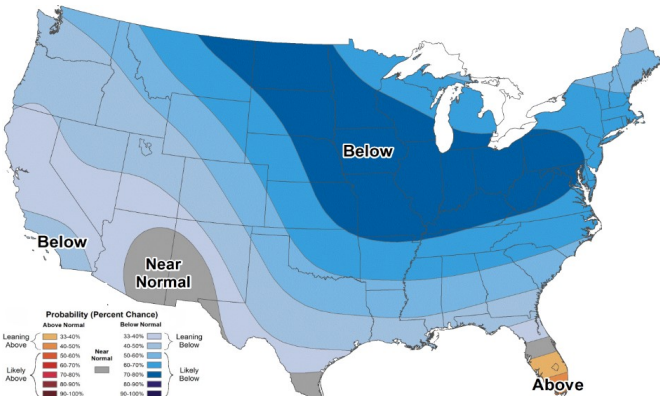 Below
Below
Near
Normal
Above
Probability (Percent Chance)
Above Normal
Below Normal
Leaning
Above
33-40%
40-50%
Likely
Above
50-60%
60-70%
70-80%
80-90%
90-100%
Near
Normal
33-40%
40-50%
Leaning
Below
50-60%
60-70%
70-80%
80-90%
90-100%
Likely
Below